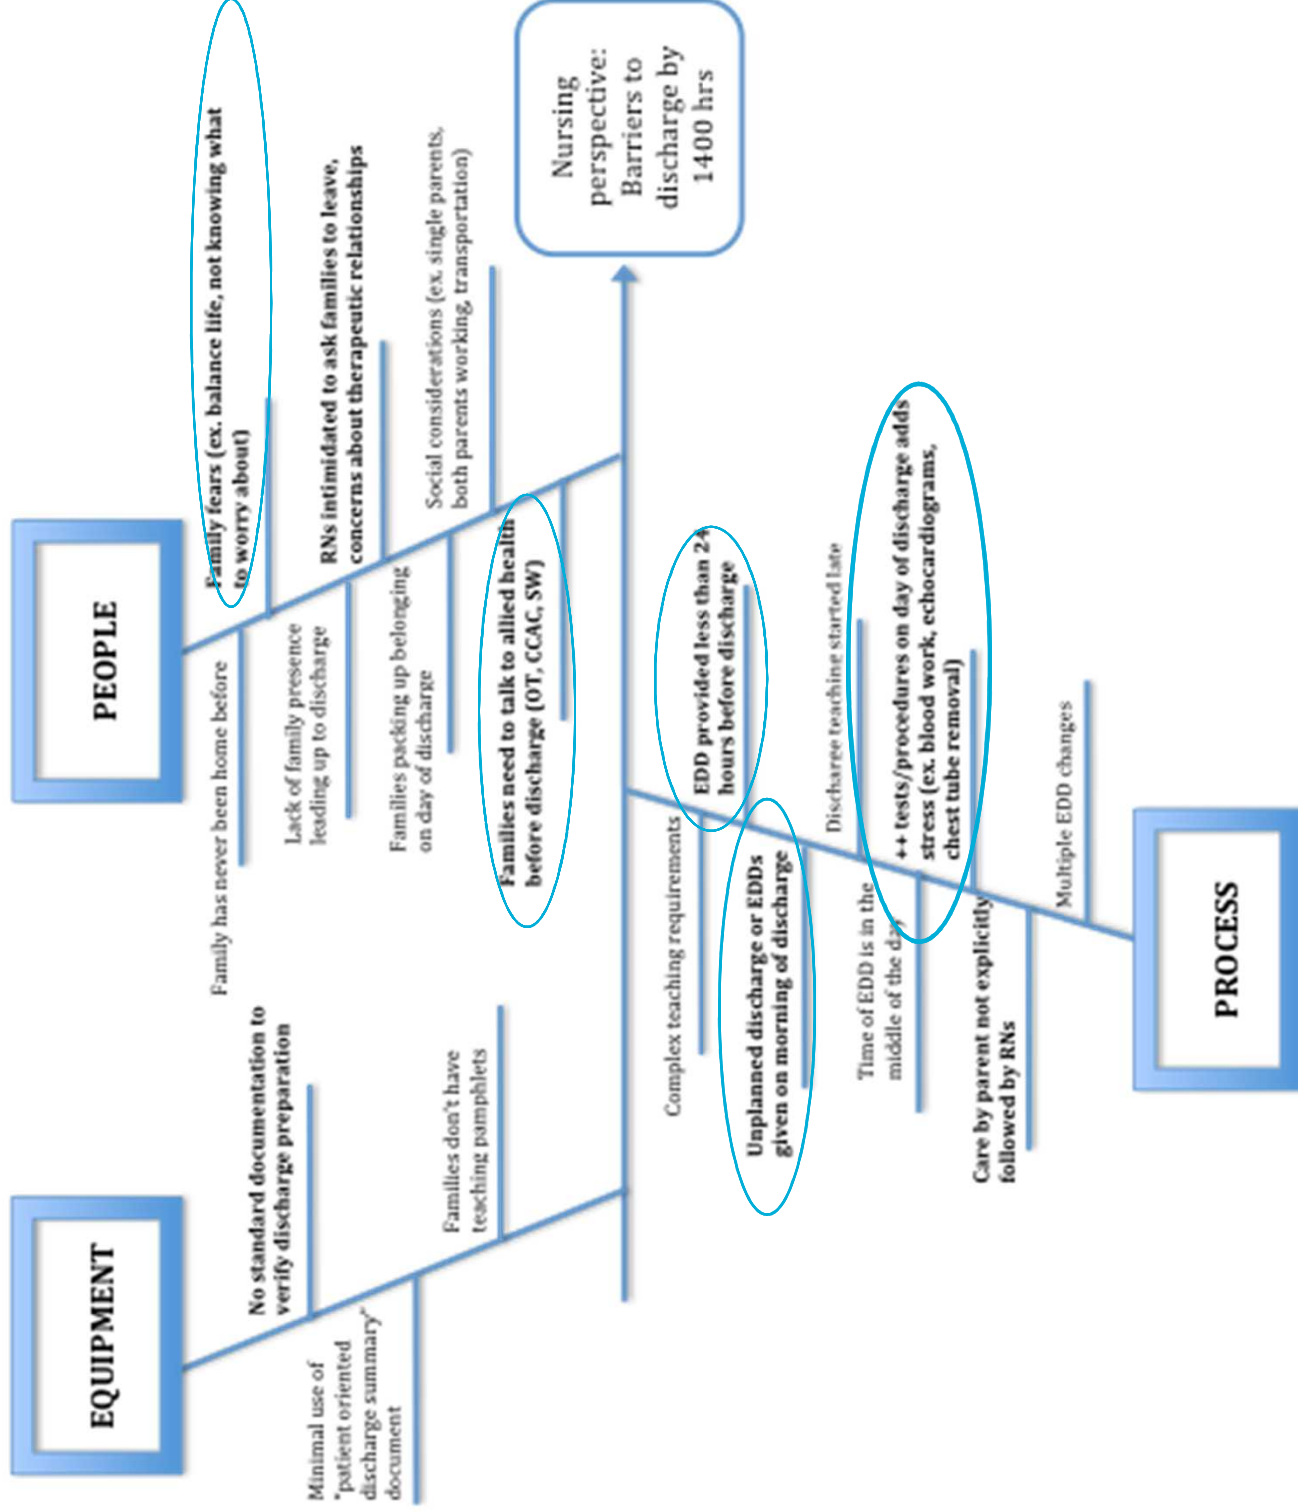 EQUIPMENT
No standard documentation to
verify discharge preparation
Minimal use of
"patient oriented
discharge summary"
document
Families don't have
teaching pamphlets
PEOPLE
Family has never been home before
Family fears (ex. balance life, not knowing what
to worry about)
Lack of family presence
leading up to discharge
RNs intimidated to ask families to leave,
concerns about therapeutic relationships
Families packing up belonging
on day of discharge
Social considerations (ex. single parents,
both parents working, transportation)
Families need to talk to allied health
before discharge (OT, CCAC, SW)
Nursing
perspective:
Barriers to
discharge by
1400 hrs
Complex teaching requirements
EDD provided less than 24
hours before discharge
Unplanned discharge or EDDs
given on morning of discharge
Discharee teaching started late
Time of EDD is in the
middle of the day
++ tests/procedures on day of discharge adds
stress (ex. blood work, echocardiograms,
chest tube removal)
Care by parent not explicitly
followed by RNs
Multiple EDD changes
PROCESS